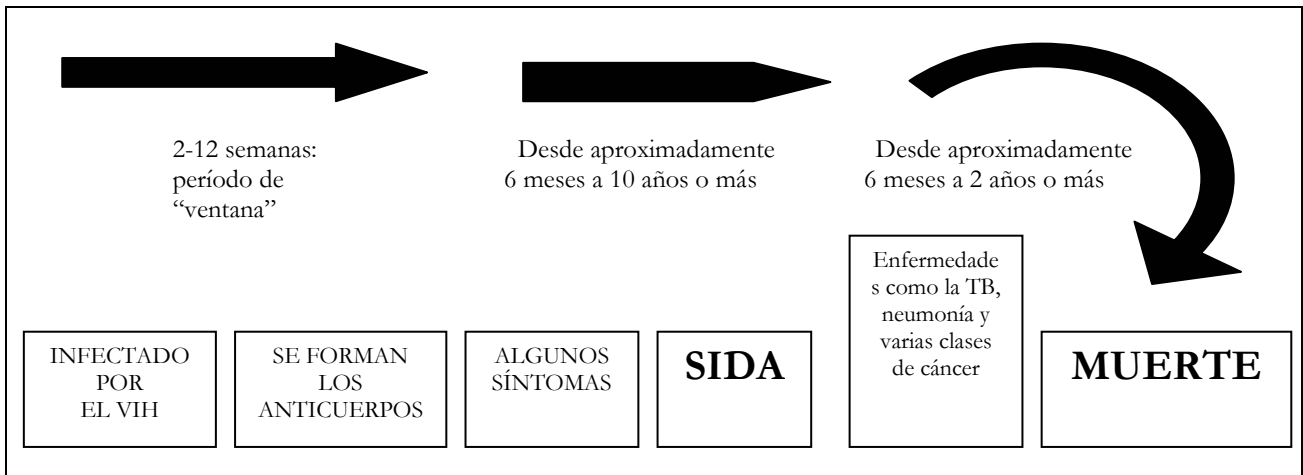 2-12 semanas:
período de
“ventana”
Desde aproximadamente
6 meses a 10 años o más
Desde aproximadamente
6 meses a 2 años o más
INFECTADO
POR
EL VIH
SE FORMAN
LOS
ANTICUERPOS
ALGUNOS
SÍNTOMAS
SIDA
Enfermedade
s como la TB,
neumonía y
varias clases
de cáncer
MUERTE